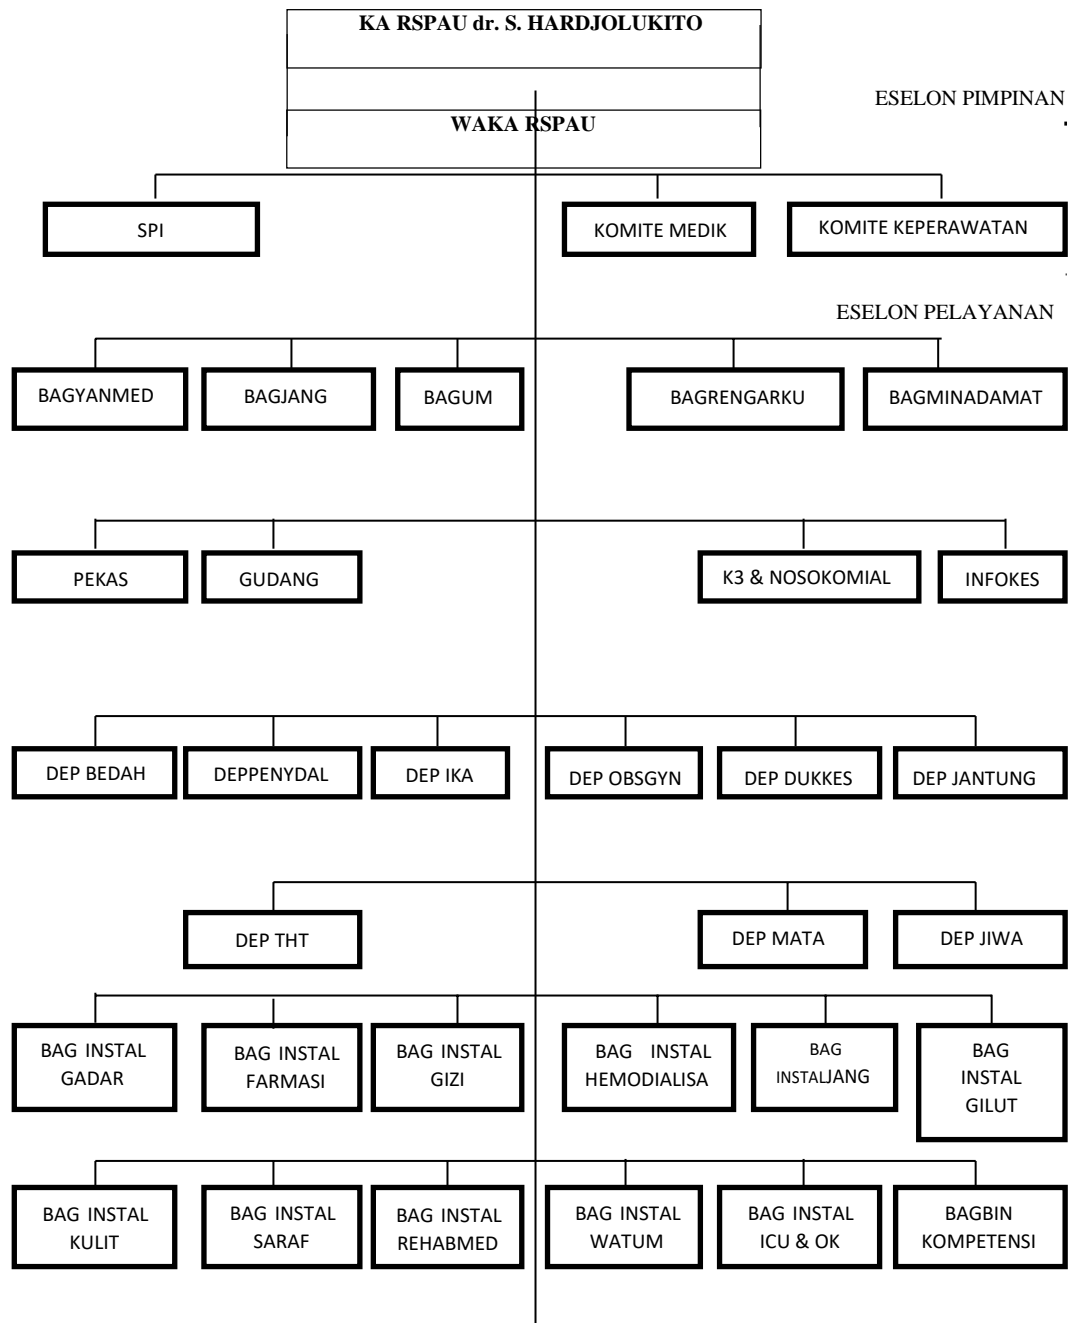 KA RSPAU dr. S. HARDJOLUKITO
ESELON PIMPINAN
WAKA RSPAU
SPI
KOMITE MEDIK
KOMITE KEPERAWATAN
ESELON PELAYANAN
BAGYANMED
BAGJANG
BAGUM
BAGRENGARKU
BAGMINADAMAT
PEKAS
GUDANG
K3 & NOSOKOMIAL
INFOKES
DEP BEDAH
DEPPENYDAL
DEP IKA
DEP OBSGYN
DEP DUKKES
DEP JANTUNG
DEP THT
DEP MATA
DEP JIWA
BAG INSTAL
GADAR
BAG INSTAL
FARMASI
BAG INSTAL
GIZI
BAG INSTAL
HEMODIALISA
BAG
INSTALJANG
BAG
INSTAL
GILUT
BAG INSTAL
KULIT
BAG INSTAL
SARAF
BAG INSTAL
REHABMED
BAG INSTAL
WATUM
BAG INSTAL
ICU & OK
BAGBIN
KOMPETENSI